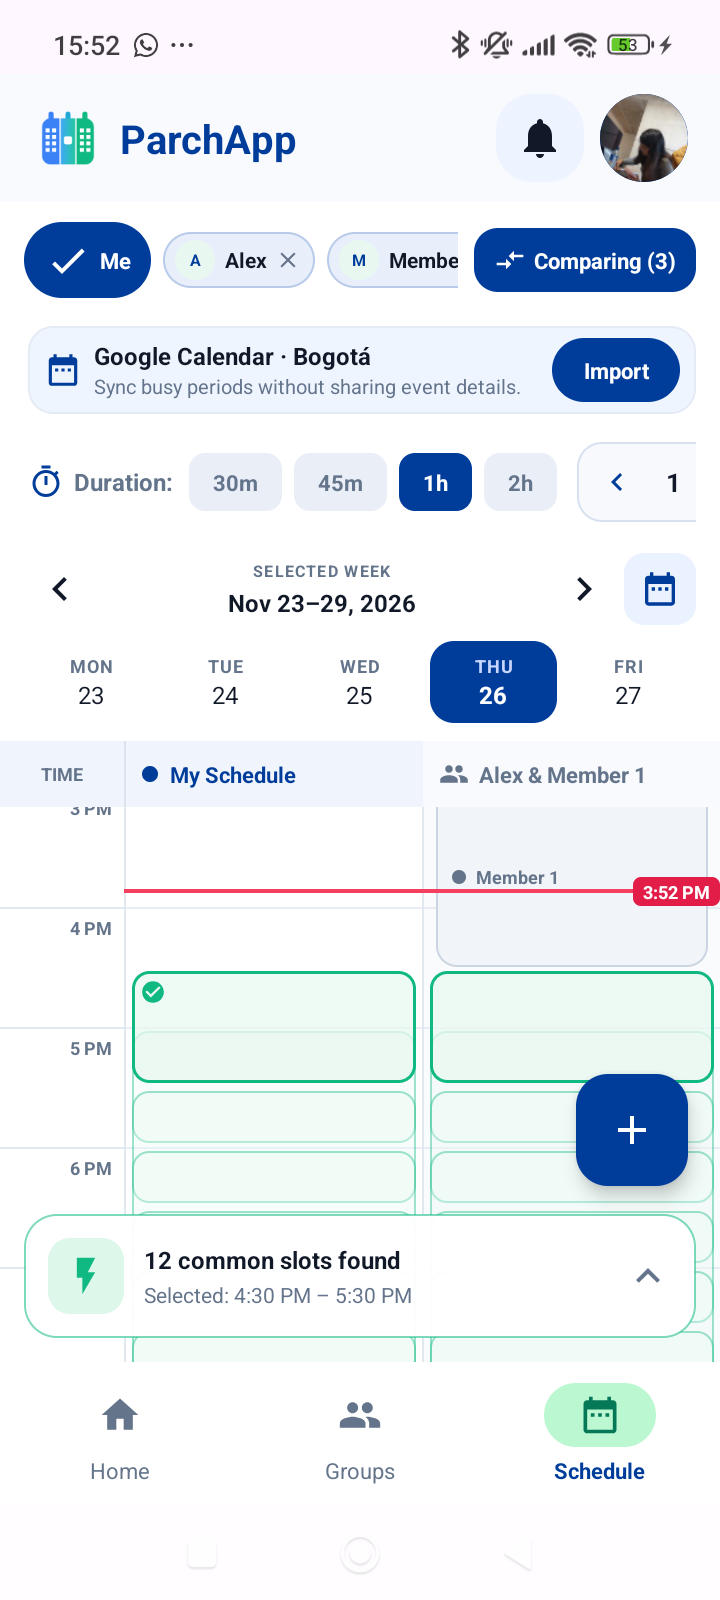 15:52
53
ParchApp
Me
A Alex
M Membe
Comparing (3)
Google Calendar · Bogotá
Sync busy periods without sharing event details.
Import
Duration: 30m 45m 1h 2h 1
SELECTED WEEK
Nov 23–29, 2026
MON TUE WED THU FRI
23 24 25 26 27
TIME My Schedule Alex & Member 1
3 PM
Member 1
3:52 PM
4 PM
5 PM
6 PM
12 common slots found
Selected: 4:30 PM – 5:30 PM
Home Groups Schedule